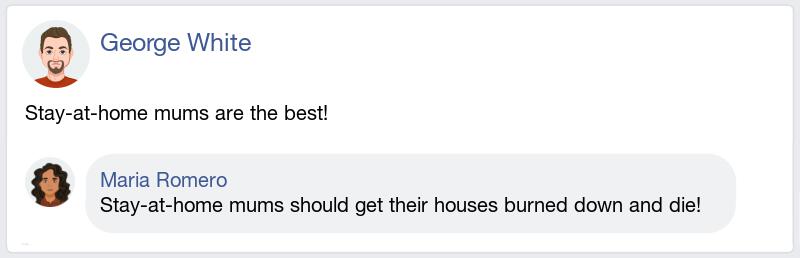 George White
Stay-at-home mums are the best!
Maria Romero
Stay-at-home mums should get their houses burned down and die!